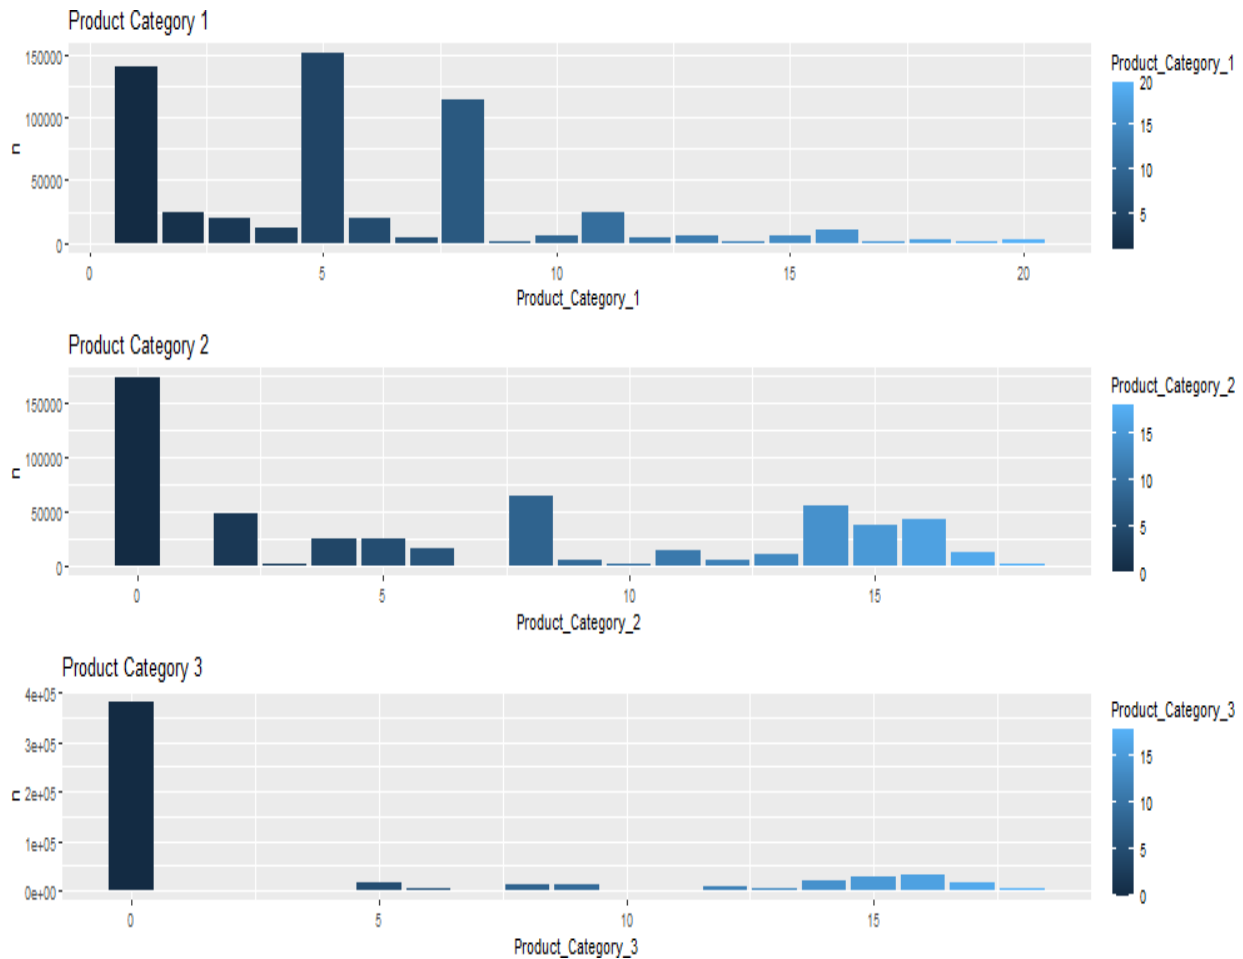 Product Category 1
150000
100000
50000
0
n
0 5 10 15 20
Product_Category_1
Product_Category_1
20
15
10
5
Product Category 2
150000
100000
50000
0
n
0 5 10 15
Product_Category_2
Product_Category_2
15
10
5
0
Product Category 3
4e+05
3e+05
2e+05
1e+05
0e+00
n
0 5 10 15
Product_Category_3
Product_Category_3
15
10
5
0